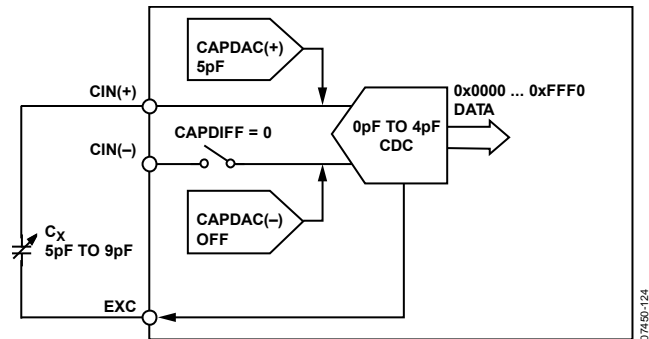 CAPDAC(+)
5pF
CIN(+)
0x0000 ... 0xFFF0
DATA
CAPDIFF = 0
0pF TO 4pF
CDC
CIN(–)
CAPDAC(–)
OFF
CX
5pF TO 9pF
EXC
07450-124